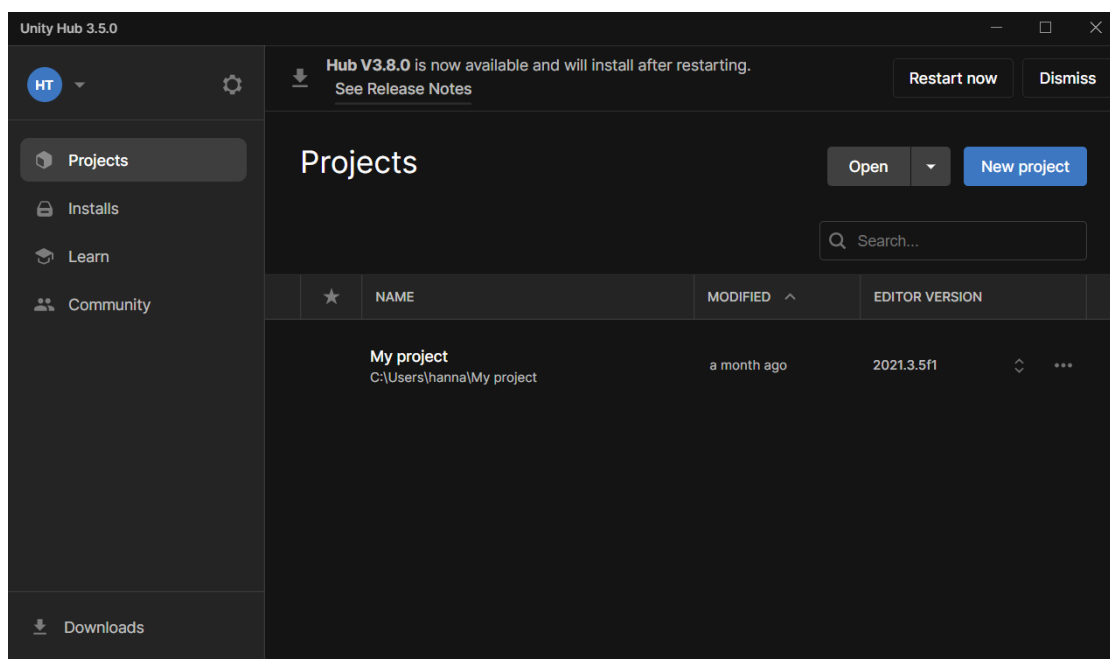 Unity Hub 3.5.0
HT
Hub V3.8.0 is now available and will install after restarting.
See Release Notes
Restart now
Dismiss
Projects
Installs
Learn
Community
Downloads
Projects
Open
New project
Search...
NAME
MODIFIED
EDITOR VERSION
My project
C:\Users\hanna\My project
a month ago
2021.3.5f1